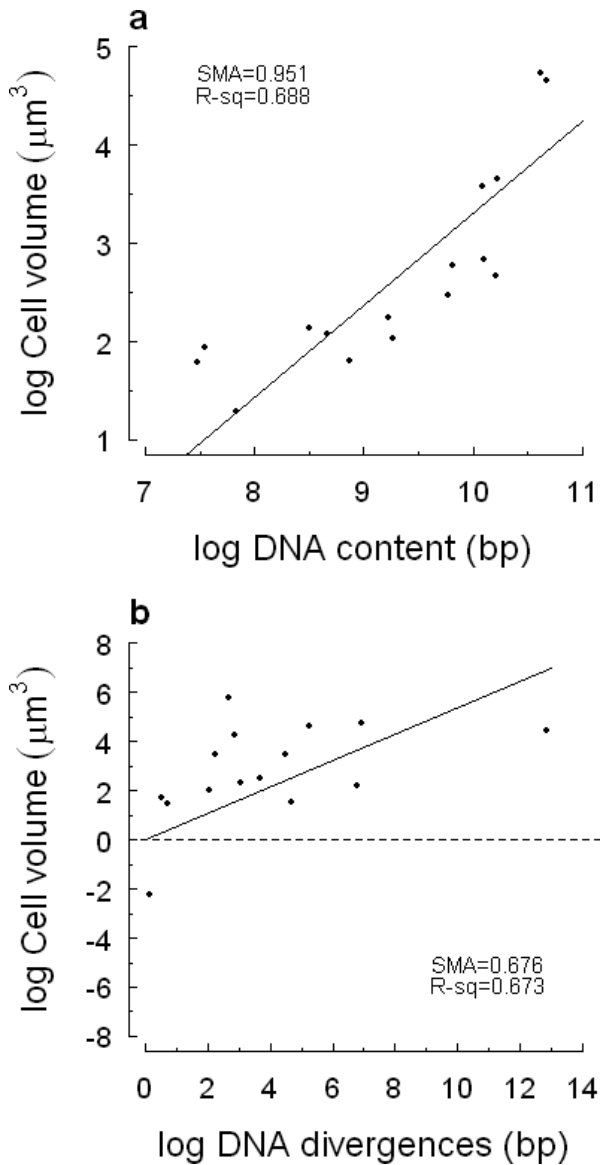 a
log Cell volume (μm³)
5
4
3
2
1
SMA=0.951
R-sq=0.688
7 8 9 10 11
log DNA content (bp)
b
log Cell volume (μm³)
8
6
4
2
0
-2
-4
-6
-8
SMA=0.676
R-sq=0.673
0 2 4 6 8 10 12 14
log DNA divergences (bp)